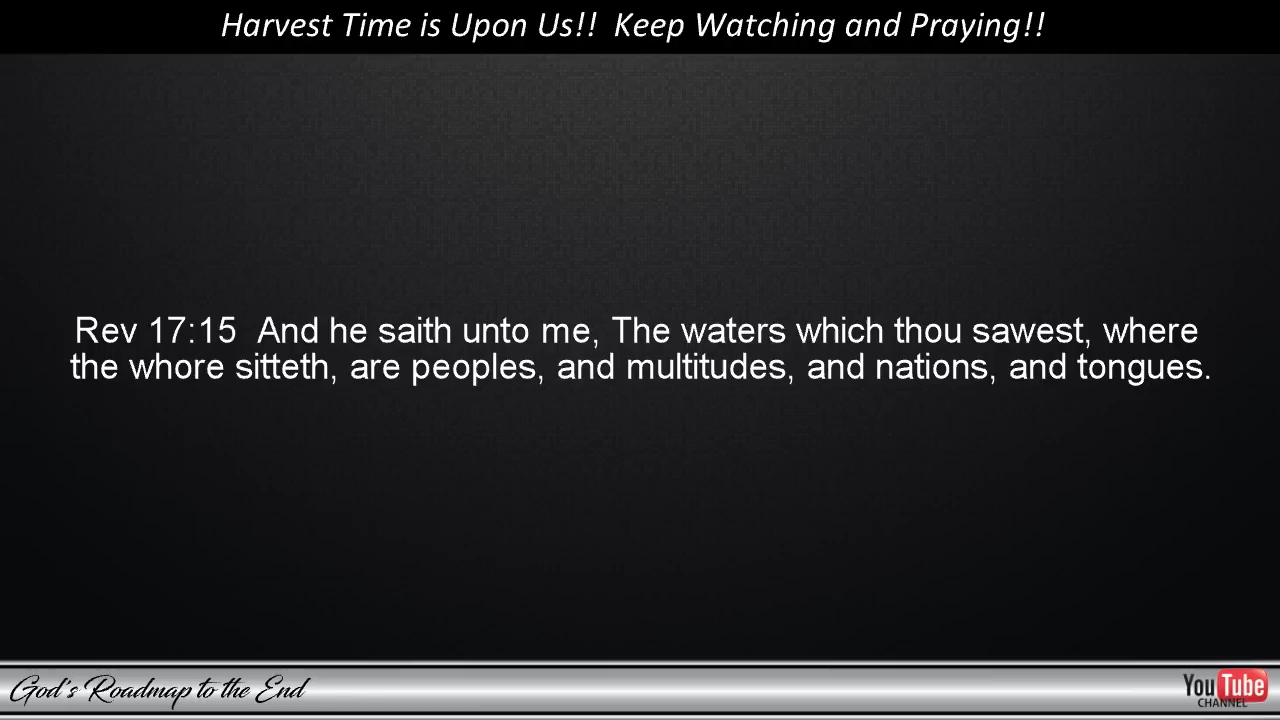 Harvest Time is Upon Us!!  Keep Watching and Praying!!
Rev 17:15  And he saith unto me, The waters which thou sawest, where
the whore sitteth, are peoples, and multitudes, and nations, and tongues.
God's Roadmap to the End
YouTube
CHANNEL